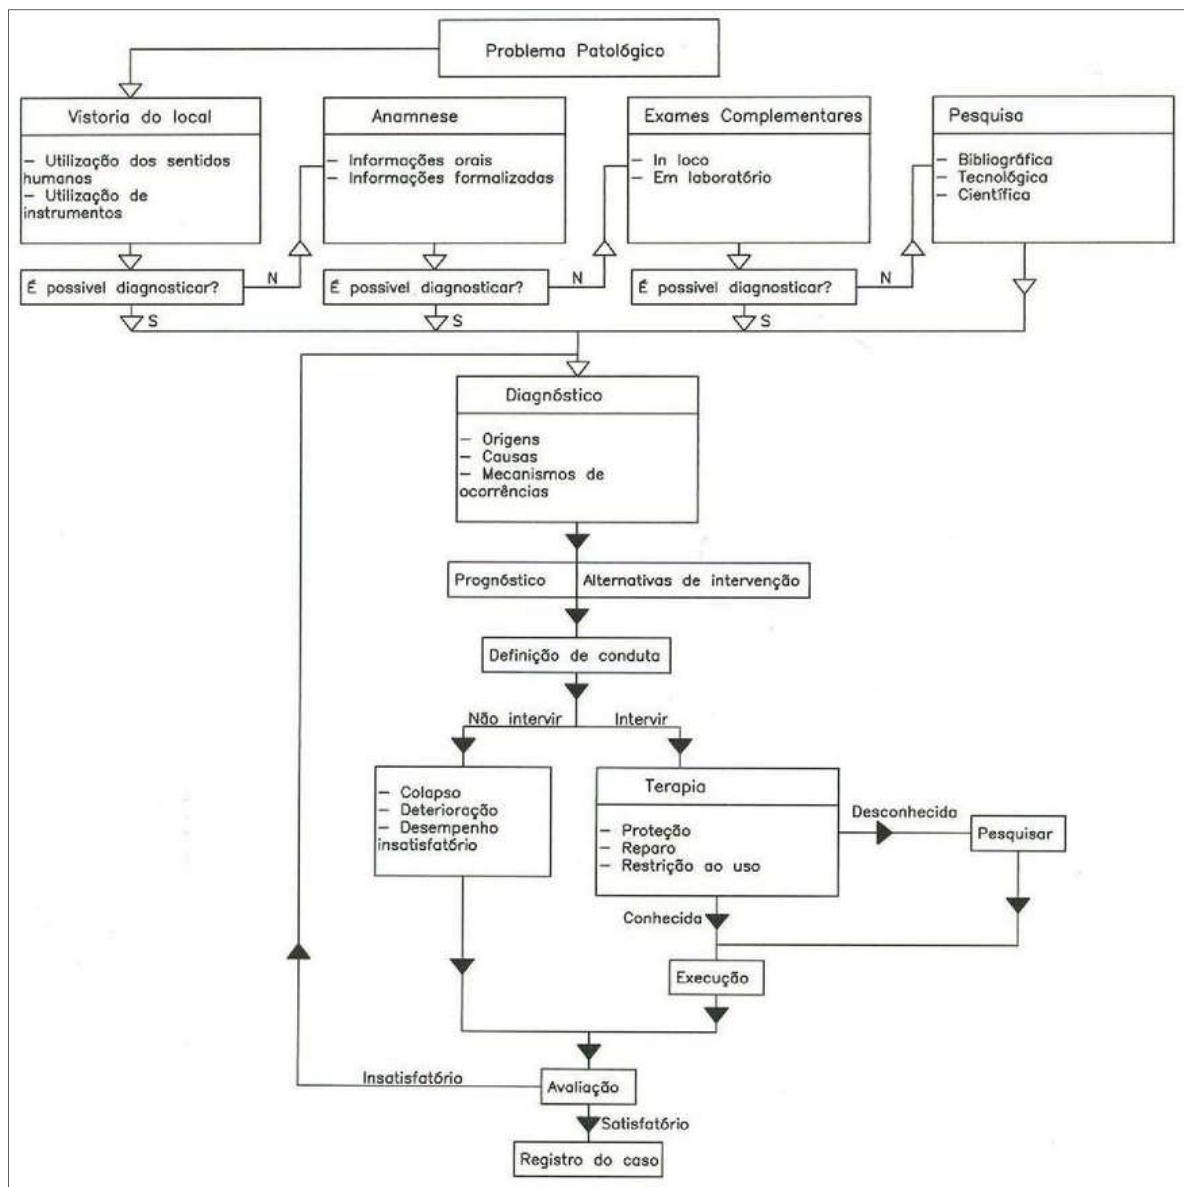 Problema Patológico
Vistoria do local
– Utilização dos sentidos
humanos
– Utilização de
instrumentos
Anamnese
– Informações orais
– Informações formalizadas
Exames Complementares
– In loco
– Em laboratório
Pesquisa
– Bibliográfica
– Tecnológica
– Científica
É possivel diagnosticar?
N
É possivel diagnosticar?
N
É possivel diagnosticar?
N
S
S
S
Diagnóstico
– Origens
– Causas
– Mecanismos de
ocorrências
Prognóstico
Alternativas de intervenção
Definição de conduta
Não intervir
Intervir
– Colapso
– Deterioração
– Desempenho
insatisfatório
Terapia
– Proteção
– Reparo
– Restrição ao uso
Desconhecida
Pesquisar
Conhecida
Execução
Insatisfatório
Avaliação
Satisfatório
Registro do caso